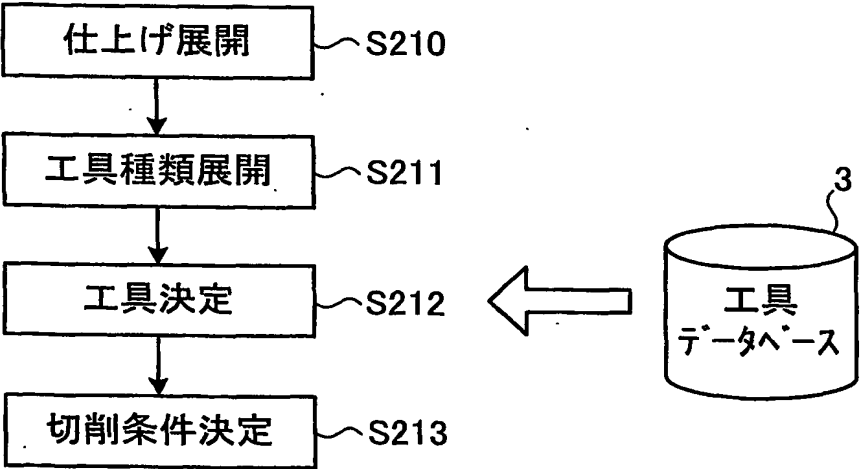 仕上げ展開
S210
工具種類展開
S211
3
工具決定
S212
工具
データベース
切削条件決定
S213